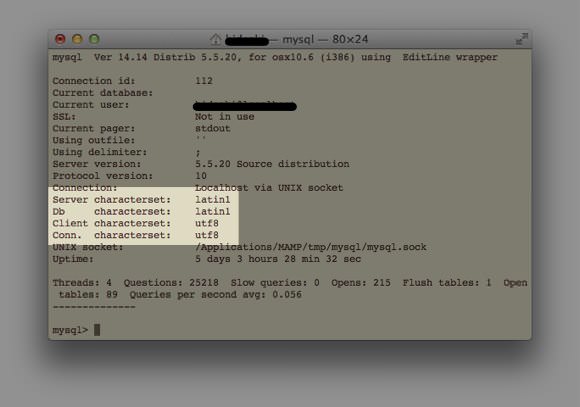 — mysql — 80×24
mysql  Ver 14.14 Distrib 5.5.20, for osx10.6 (i386) using  EditLine wrapper
Connection id:          112
Current database:
Current user:
SSL:                    Not in use
Current pager:          stdout
Using outfile:          ''
Using delimiter:        ;
Server version:         5.5.20 Source distribution
Protocol version:       10
Connection:             Localhost via UNIX socket
Server characterset:    latin1
Db     characterset:    latin1
Client characterset:    utf8
Conn.  characterset:    utf8
UNIX socket:            /Applications/MAMP/tmp/mysql/mysql.sock
Uptime:                 5 days 3 hours 28 min 32 sec
Threads: 4  Questions: 25218  Slow queries: 0  Opens: 215  Flush tables: 1  Open
 tables: 89  Queries per second avg: 0.056
--------------
mysql>